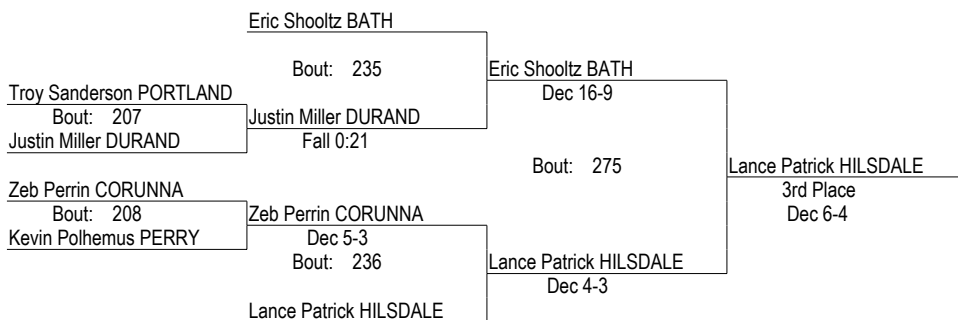 Eric Shooltz BATH
Bout: 235
Eric Shooltz BATH
Troy Sanderson PORTLAND
Dec 16-9
Bout: 207
Justin Miller DURAND
Justin Miller DURAND
Fall 0:21
Bout: 275
Lance Patrick HILSDALE
Zeb Perrin CORUNNA
3rd Place
Bout: 208
Zeb Perrin CORUNNA
Dec 6-4
Kevin Polhemus PERRY
Dec 5-3
Bout: 236
Lance Patrick HILSDALE
Dec 4-3
Lance Patrick HILSDALE